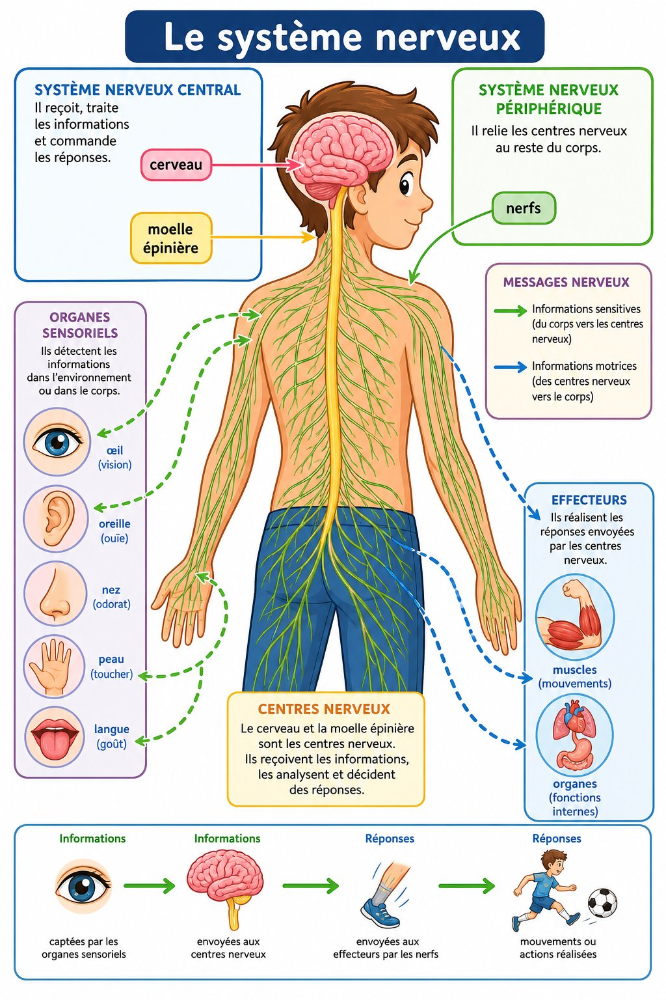 Le système nerveux
SYSTÈME NERVEUX CENTRAL
Il reçoit, traite
les informations
et commande
les réponses.
cerveau
moelle
épinière
SYSTÈME NERVEUX
PÉRIPHÉRIQUE
Il relie les centres nerveux
au reste du corps.
nerfs
MESSAGES NERVEUX
Informations sensitives
(du corps vers les centres
nerveux)
Informations motrices
(des centres nerveux
vers le corps)
ORGANES
SENSORIELS
Ils détectent les
informations
dans l'environnement
ou dans le corps.
œil
(vision)
oreille
(ouïe)
nez
(odorat)
peau
(toucher)
langue
(goût)
EFFECTEURS
Ils réalisent les
réponses envoyées
par les centres
nerveux.
muscles
(mouvements)
organes
(fonctions
internes)
CENTRES NERVEUX
Le cerveau et la moelle épinière
sont les centres nerveux.
Ils reçoivent les informations,
les analysent et décident
des réponses.
Informations
captées par les
organes sensoriels
Informations
envoyées aux
centres nerveux
Réponses
envoyées aux
effecteurs par les nerfs
Réponses
mouvements ou
actions réalisées